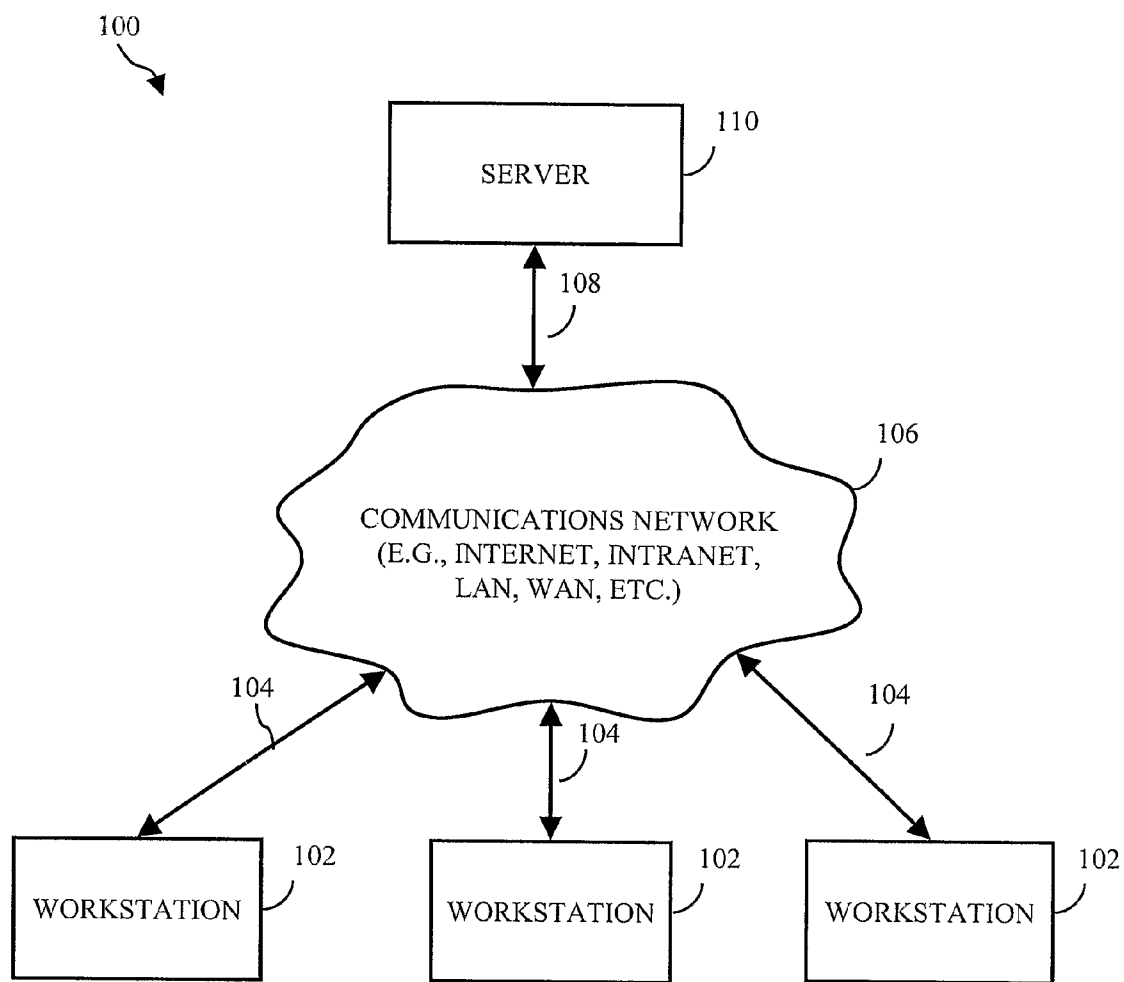 100
110
SERVER
108
106
COMMUNICATIONS NETWORK
(E.G., INTERNET, INTRANET,
LAN, WAN, ETC.)
104
104
104
102
102
102
WORKSTATION
WORKSTATION
WORKSTATION